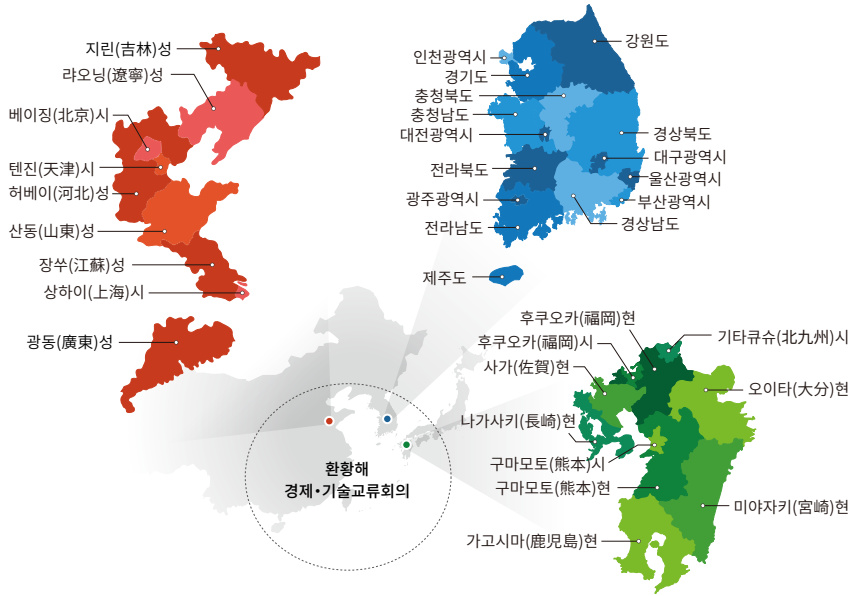 지린(吉林)성
랴오닝(遼寧)성
베이징(北京)시
텐진(天津)시
허베이(河北)성
산동(山東)성
장쑤(江蘇)성
상하이(上海)시
광동(廣東)성
강원도
인천광역시
경기도
충청북도
충청남도
대전광역시
경상북도
대구광역시
전라북도
울산광역시
광주광역시
부산광역시
전라남도
경상남도
제주도
후쿠오카(福岡)현
후쿠오카(福岡)시
기타큐슈(北九州)시
사가(佐賀)현
오이타(大分)현
나가사키(長崎)현
구마모토(熊本)시
구마모토(熊本)현
미야자키(宮崎)현
가고시마(鹿児島)현
환황해
경제•기술교류회의